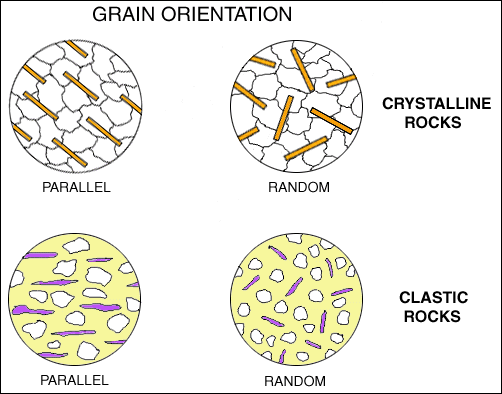 GRAIN ORIENTATION
PARALLEL
RANDOM
CRYSTALLINE
ROCKS
PARALLEL
RANDOM
CLASTIC
ROCKS